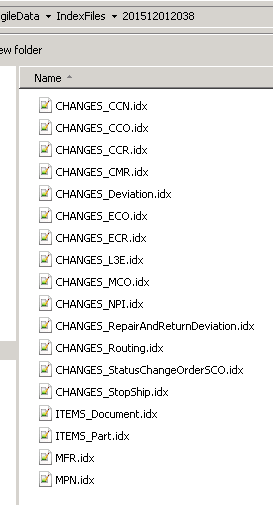 gileData IndexFiles 201512012038
ew folder
Name
CHANGES_CCN.idx
CHANGES_CCO.idx
CHANGES_CCR.idx
CHANGES_CMR.idx
CHANGES_Deviation.idx
CHANGES_ECO.idx
CHANGES_ECR.idx
CHANGES_L3E.idx
CHANGES_MCO.idx
CHANGES_NPI.idx
CHANGES_RepairAndReturnDeviation.idx
CHANGES_Routing.idx
CHANGES_StatusChangeOrderSCO.idx
CHANGES_StopShip.idx
ITEMS_Document.idx
ITEMS_Part.idx
MFR.idx
MPN.idx